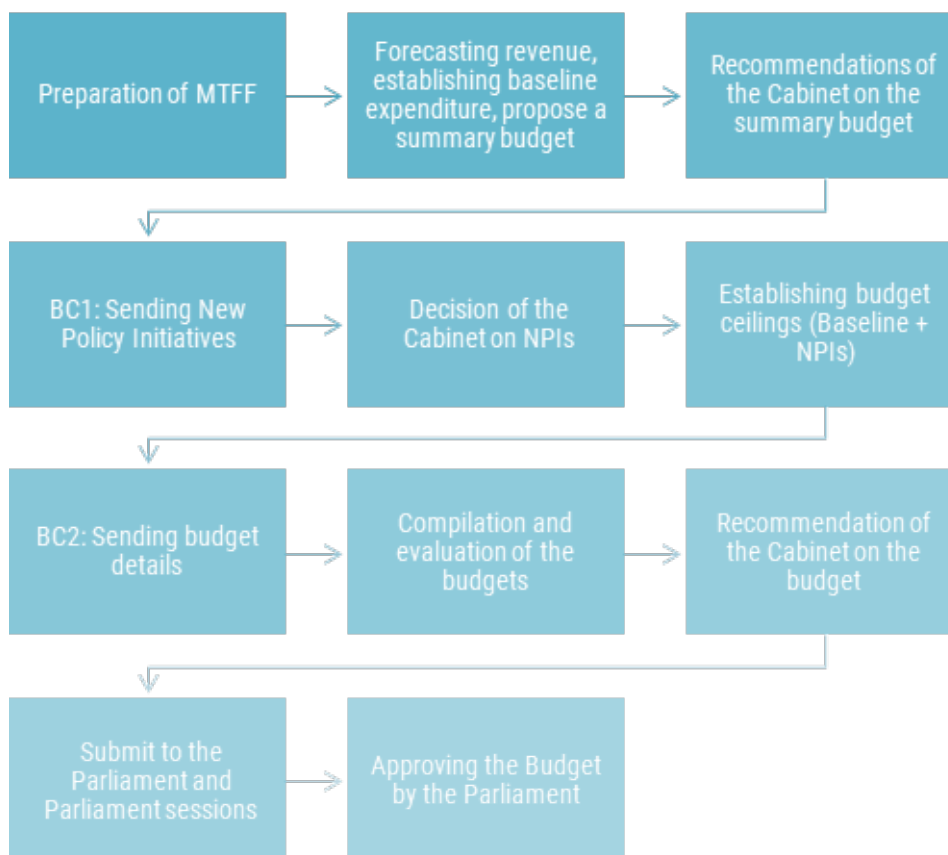 Preparation of MTFF
Forecasting revenue,
establishing baseline
expenditure, propose a
summary budget
Recommendations of
the Cabinet on the
summary budget
BC1: Sending New
Policy Initiatives
Decision of the
Cabinet on NPIs
Establishing budget
ceilings (Baseline +
NPIs)
BC2: Sending budget
details
Compilation and
evaluation of the
budgets
Recommendation of
the Cabinet on the
budget
Submit to the
Parliament and
Parliament sessions
Approving the Budget
by the Parliament